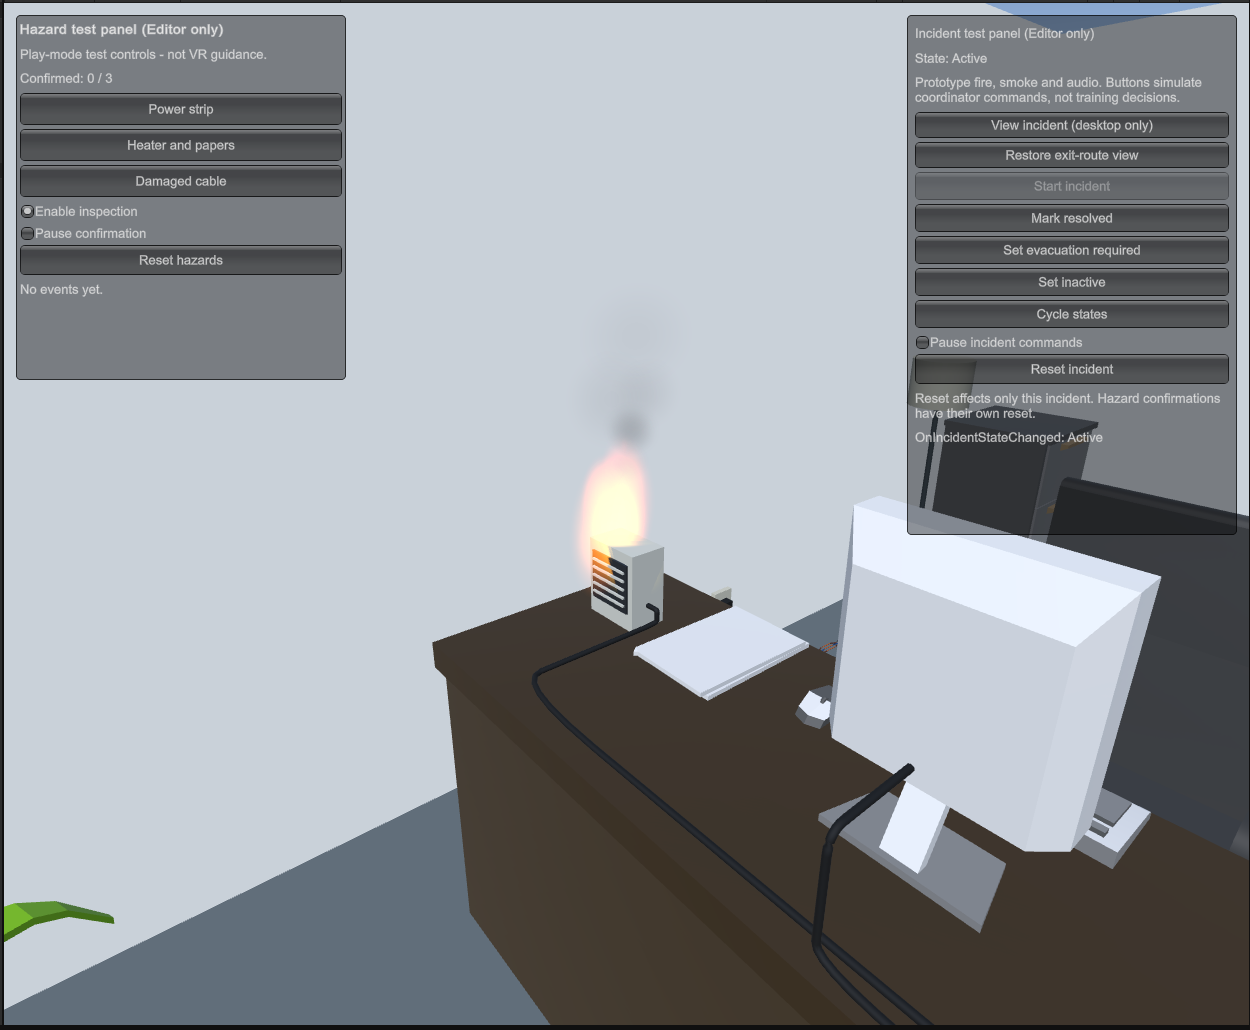 Hazard test panel (Editor only)
Play-mode test controls - not VR guidance.
Confirmed: 0 / 3
Power strip
Heater and papers
Damaged cable
Enable inspection
Pause confirmation
Reset hazards
No events yet.
Incident test panel (Editor only)
State: Active
Prototype fire, smoke and audio. Buttons simulate
coordinator commands, not training decisions.
View incident (desktop only)
Restore exit-route view
Start incident
Mark resolved
Set evacuation required
Set inactive
Cycle states
Pause incident commands
Reset incident
Reset affects only this incident. Hazard confirmations
have their own reset.
OnIncidentStateChanged: Active